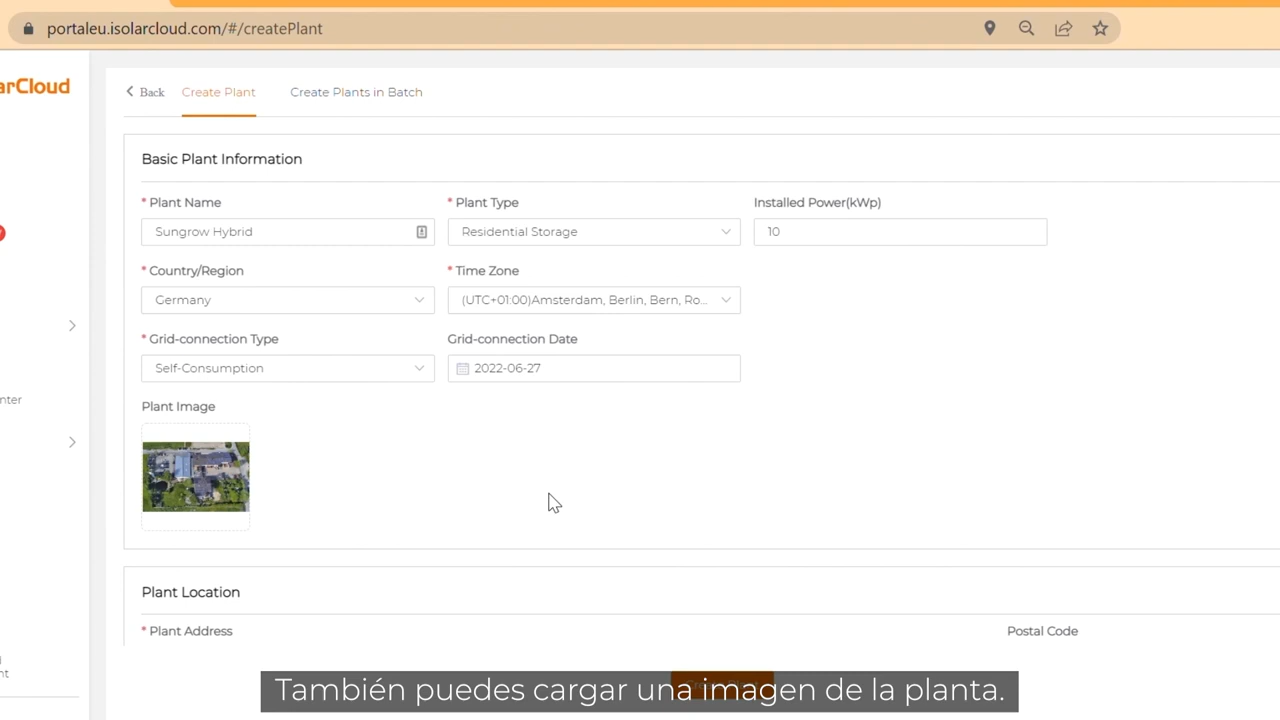 portaleu.isolarcloud.com/#/createPlant
arCloud
Back
Create Plant
Create Plants in Batch
Basic Plant Information
* Plant Name
* Plant Type
Installed Power(kWp)
Sungrow Hybrid
Residential Storage
10
* Country/Region
* Time Zone
Germany
(UTC+01:00)Amsterdam, Berlin, Bern, Ro...
* Grid-connection Type
Grid-connection Date
Self-Consumption
2022-06-27
Plant Image
nter
Plant Location
* Plant Address
Postal Code
nt
También puedes cargar una imagen de la planta.